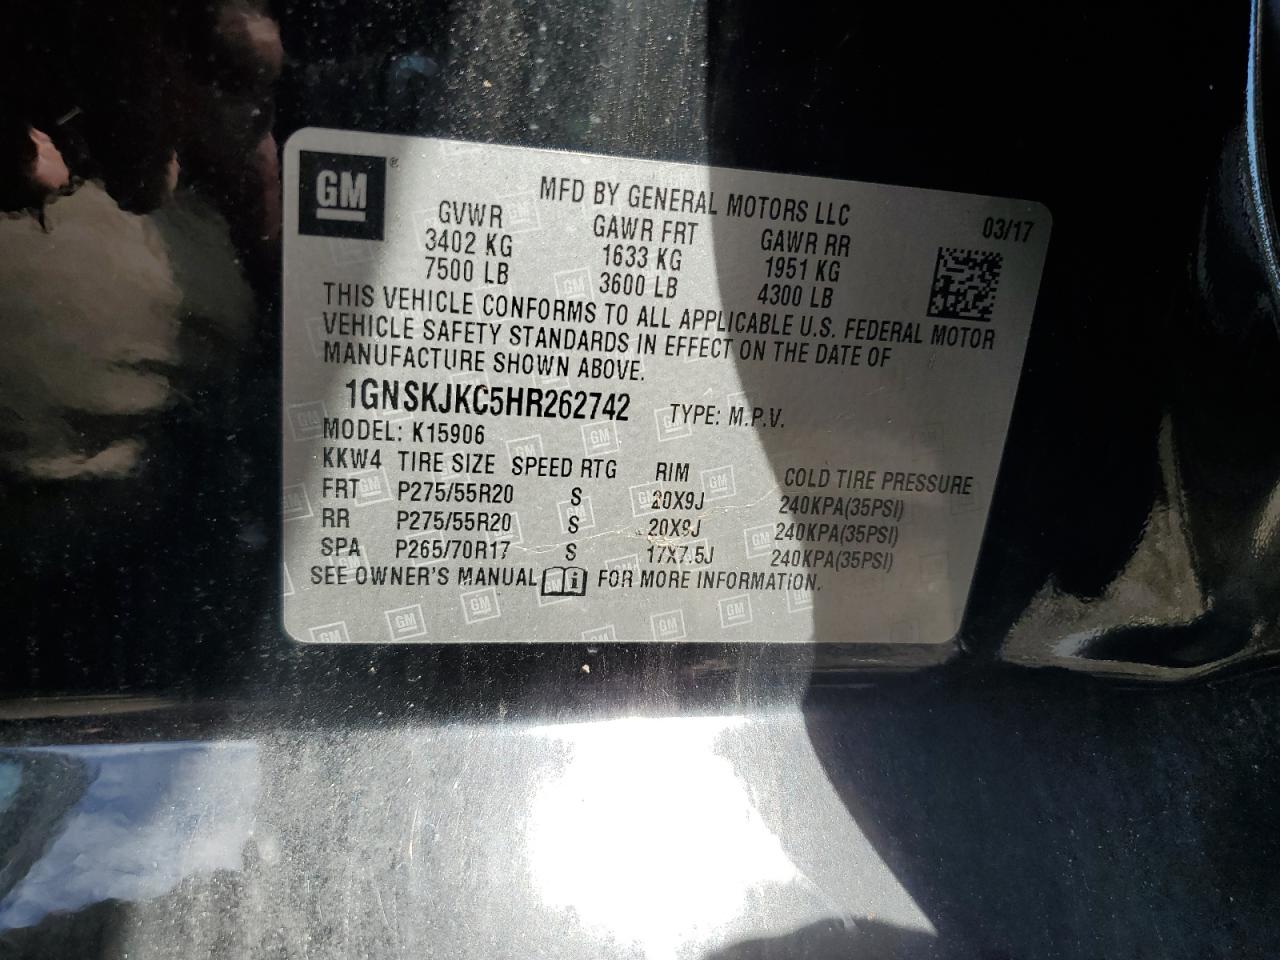 GM ®
MFD BY GENERAL MOTORS LLC
03/17
GVWR GAWR FRT GAWR RR
3402 KG 1633 KG 1951 KG
7500 LB 3600 LB 4300 LB
THIS VEHICLE CONFORMS TO ALL APPLICABLE U.S. FEDERAL MOTOR
VEHICLE SAFETY STANDARDS IN EFFECT ON THE DATE OF
MANUFACTURE SHOWN ABOVE.
1GNSKJKC5HR262742 TYPE: M.P.V.
MODEL: K15906
KKW4 TIRE SIZE SPEED RTG RIM COLD TIRE PRESSURE
FRT P275/55R20 S 20X9J 240KPA(35PSI)
RR P275/55R20 S 20X9J 240KPA(35PSI)
SPA P265/70R17 S 17X7.5J 240KPA(35PSI)
SEE OWNER'S MANUAL i FOR MORE INFORMATION.